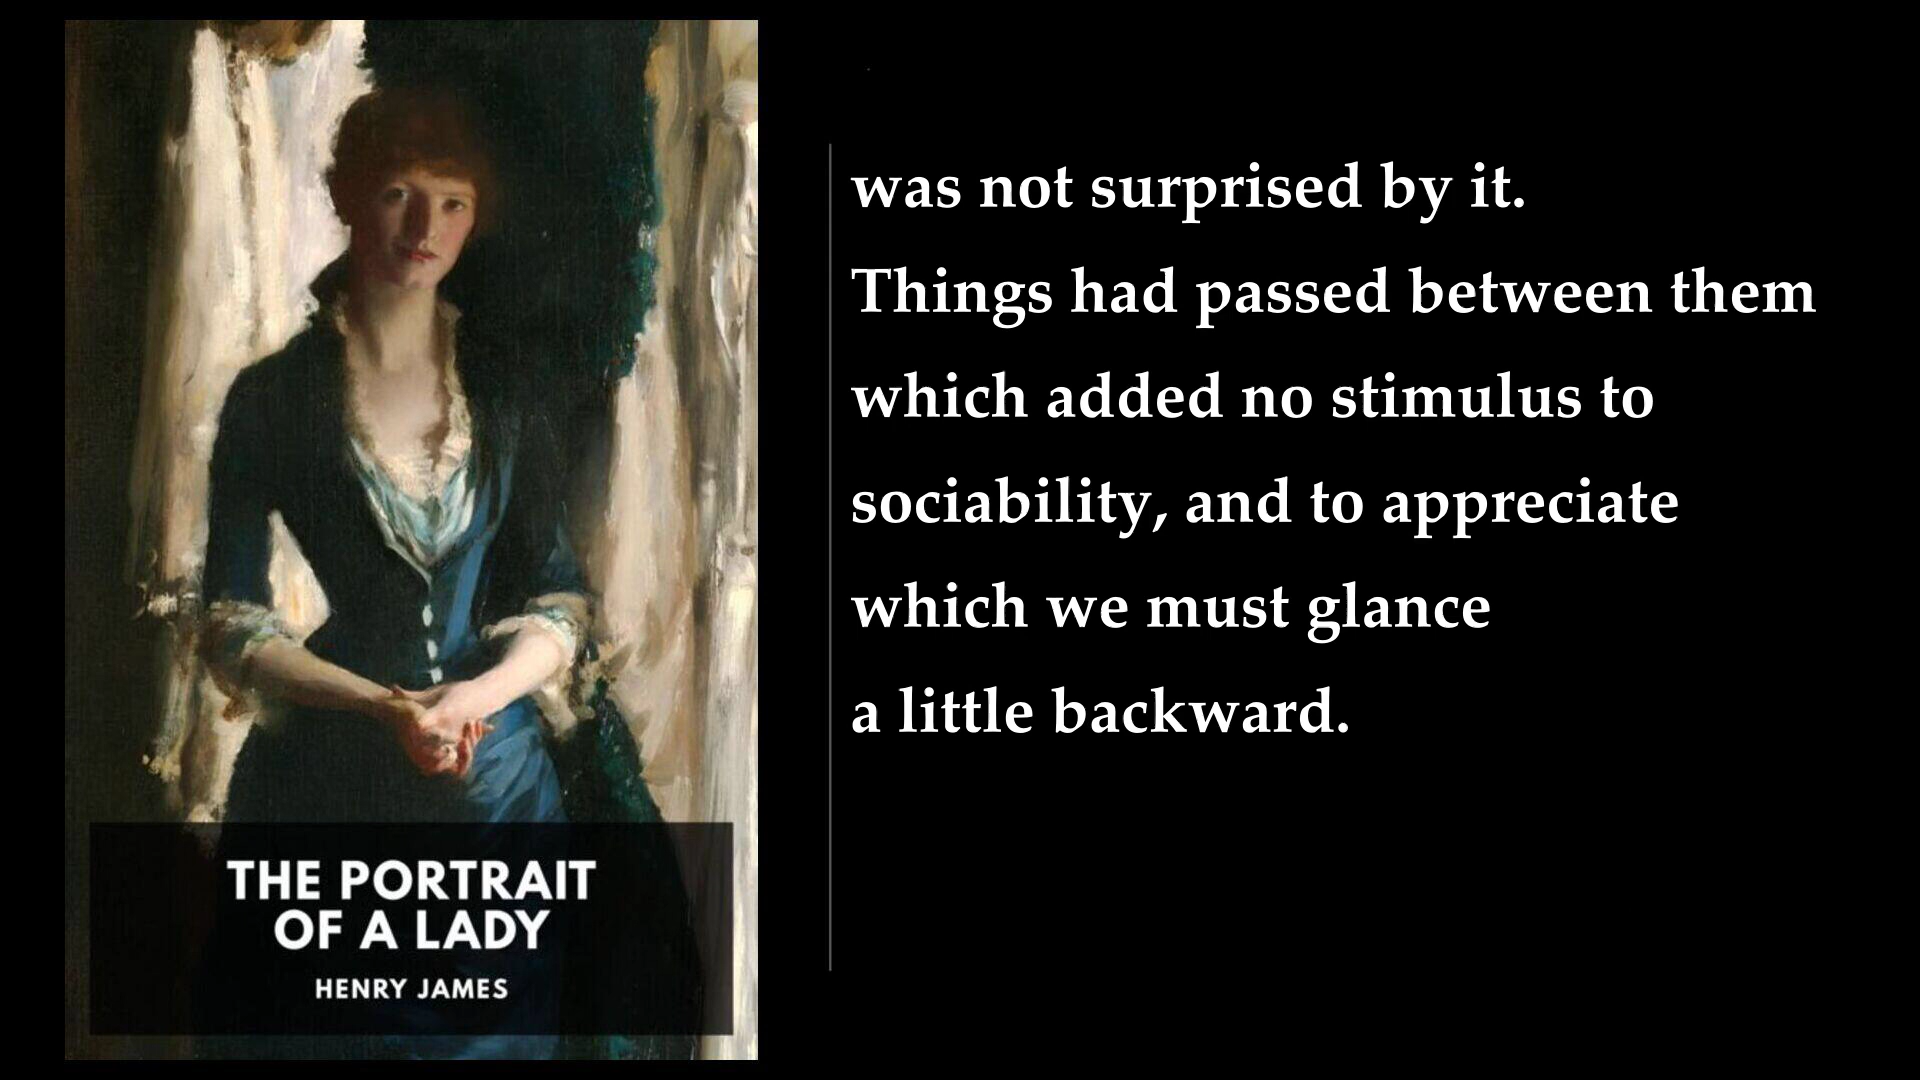 was not surprised by it.
Things had passed between them
which added no stimulus to
sociability, and to appreciate
which we must glance
a little backward.
THE PORTRAIT
OF A LADY
HENRY JAMES